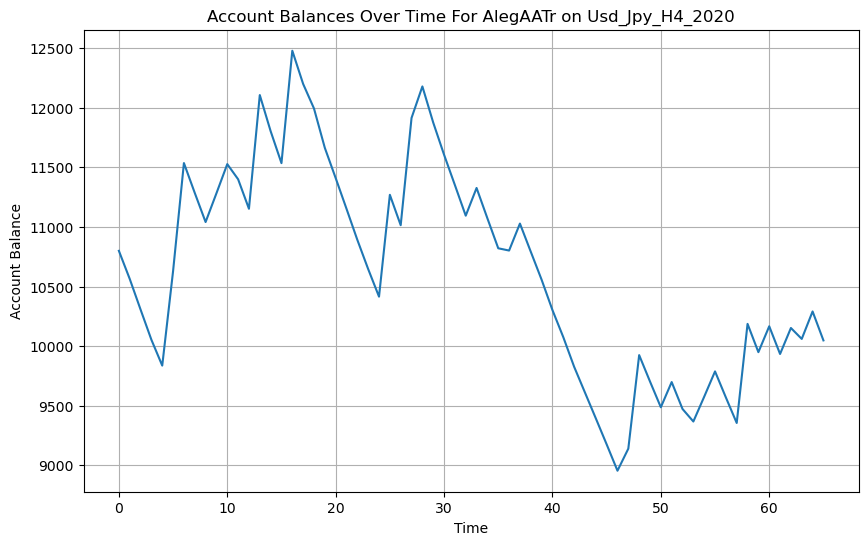 Account Balances Over Time For AlegAATr on Usd_Jpy_H4_2020
12500
12000
11500
11000
10500
10000
9500
9000
Account Balance
0 10 20 30 40 50 60
Time